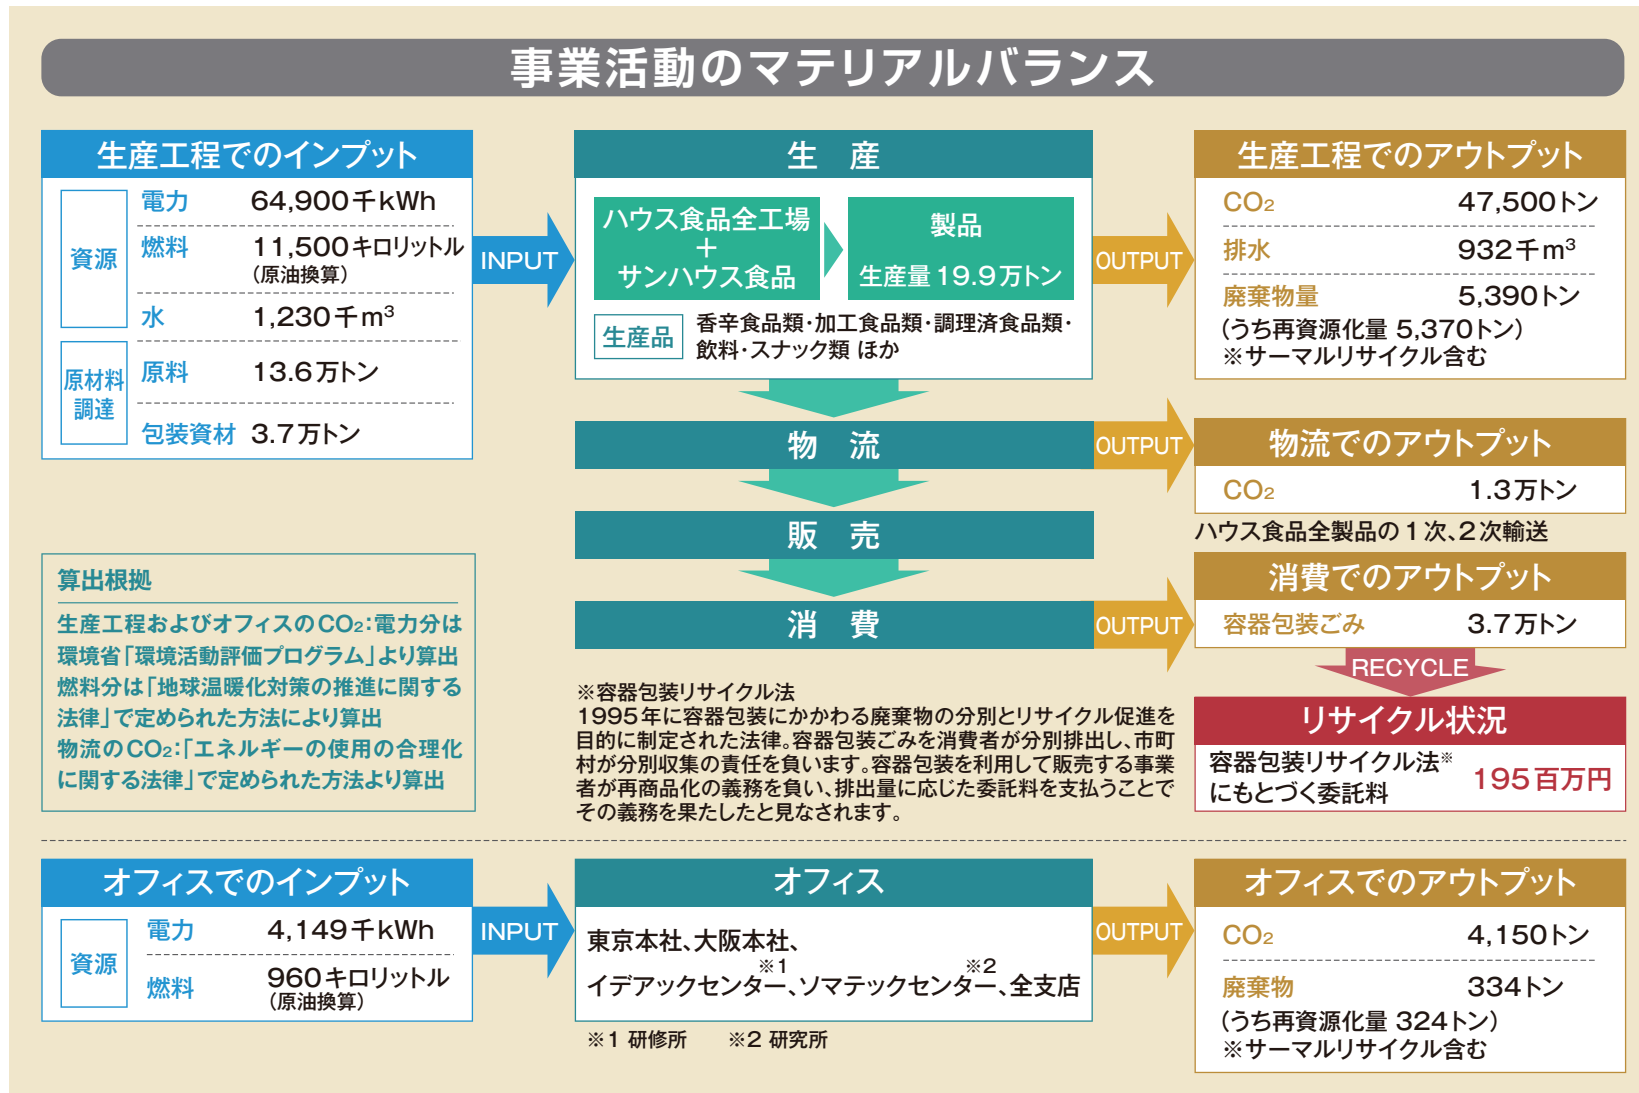 事業活動のマテリアルバランス
生産工程でのインプット
資源
電力 64,900千kWh
燃料 11,500キロリットル
(原油換算)
水 1,230千m³
原材料
調達
原料 13.6万トン
包装資材 3.7万トン
INPUT
生 産
ハウス食品全工場
＋
サンハウス食品
製品
生産量19.9万トン
生産品
香辛食品類・加工食品類・調理済食品類・
飲料・スナック類 ほか
OUTPUT
生産工程でのアウトプット
CO₂ 47,500トン
排水 932千m³
廃棄物量 5,390トン
(うち再資源化量 5,370トン)
※サーマルリサイクル含む
物 流
OUTPUT
物流でのアウトプット
CO₂ 1.3万トン
ハウス食品全製品の1次、2次輸送
販 売
消 費
OUTPUT
消費でのアウトプット
容器包装ごみ 3.7万トン
RECYCLE
リサイクル状況
容器包装リサイクル法※
にもとづく委託料
195百万円
算出根拠
生産工程およびオフィスのCO₂：電力分は
環境省「環境活動評価プログラム」より算出
燃料分は「地球温暖化対策の推進に関する
法律」で定められた方法により算出
物流のCO₂：「エネルギーの使用の合理化
に関する法律」で定められた方法より算出
※容器包装リサイクル法
1995年に容器包装にかかわる廃棄物の分別とリサイクル促進を
目的に制定された法律。容器包装ごみを消費者が分別排出し、市町
村が分別収集の責任を負います。容器包装を利用して販売する事業
者が再商品化の義務を負い、排出量に応じた委託料を支払うことで
その義務を果たしたと見なされます。
オフィスでのインプット
資源
電力 4,149千kWh
燃料 960キロリットル
(原油換算)
INPUT
オフィス
東京本社、大阪本社、
イデアックセンター※1、ソマテックセンター※2、全支店
※1 研修所 ※2 研究所
OUTPUT
オフィスでのアウトプット
CO₂ 4,150トン
廃棄物 334トン
(うち再資源化量 324トン)
※サーマルリサイクル含む